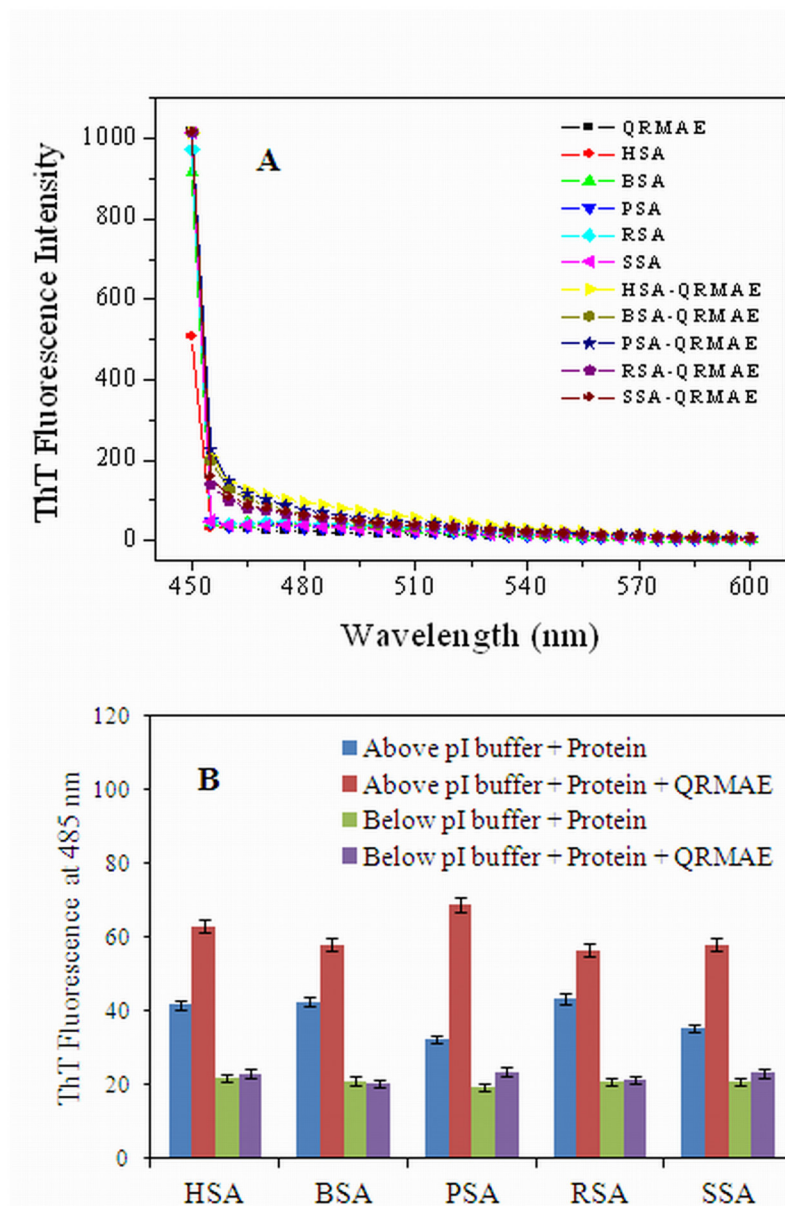 A
ThT Fluorescence Intensity
1000
800
600
400
200
0
QRMAE
HSA
BSA
PSA
RSA
SSA
HSA-QRMAE
BSA-QRMAE
PSA-QRMAE
RSA-QRMAE
SSA-QRMAE
450 480 510 540 570 600
Wavelength (nm)
B
ThT Fluorescence at 485 nm
120
100
80
60
40
20
0
Above pI buffer + Protein
Above pI buffer + Protein + QRMAE
Below pI buffer + Protein
Below pI buffer + Protein + QRMAE
HSA BSA PSA RSA SSA